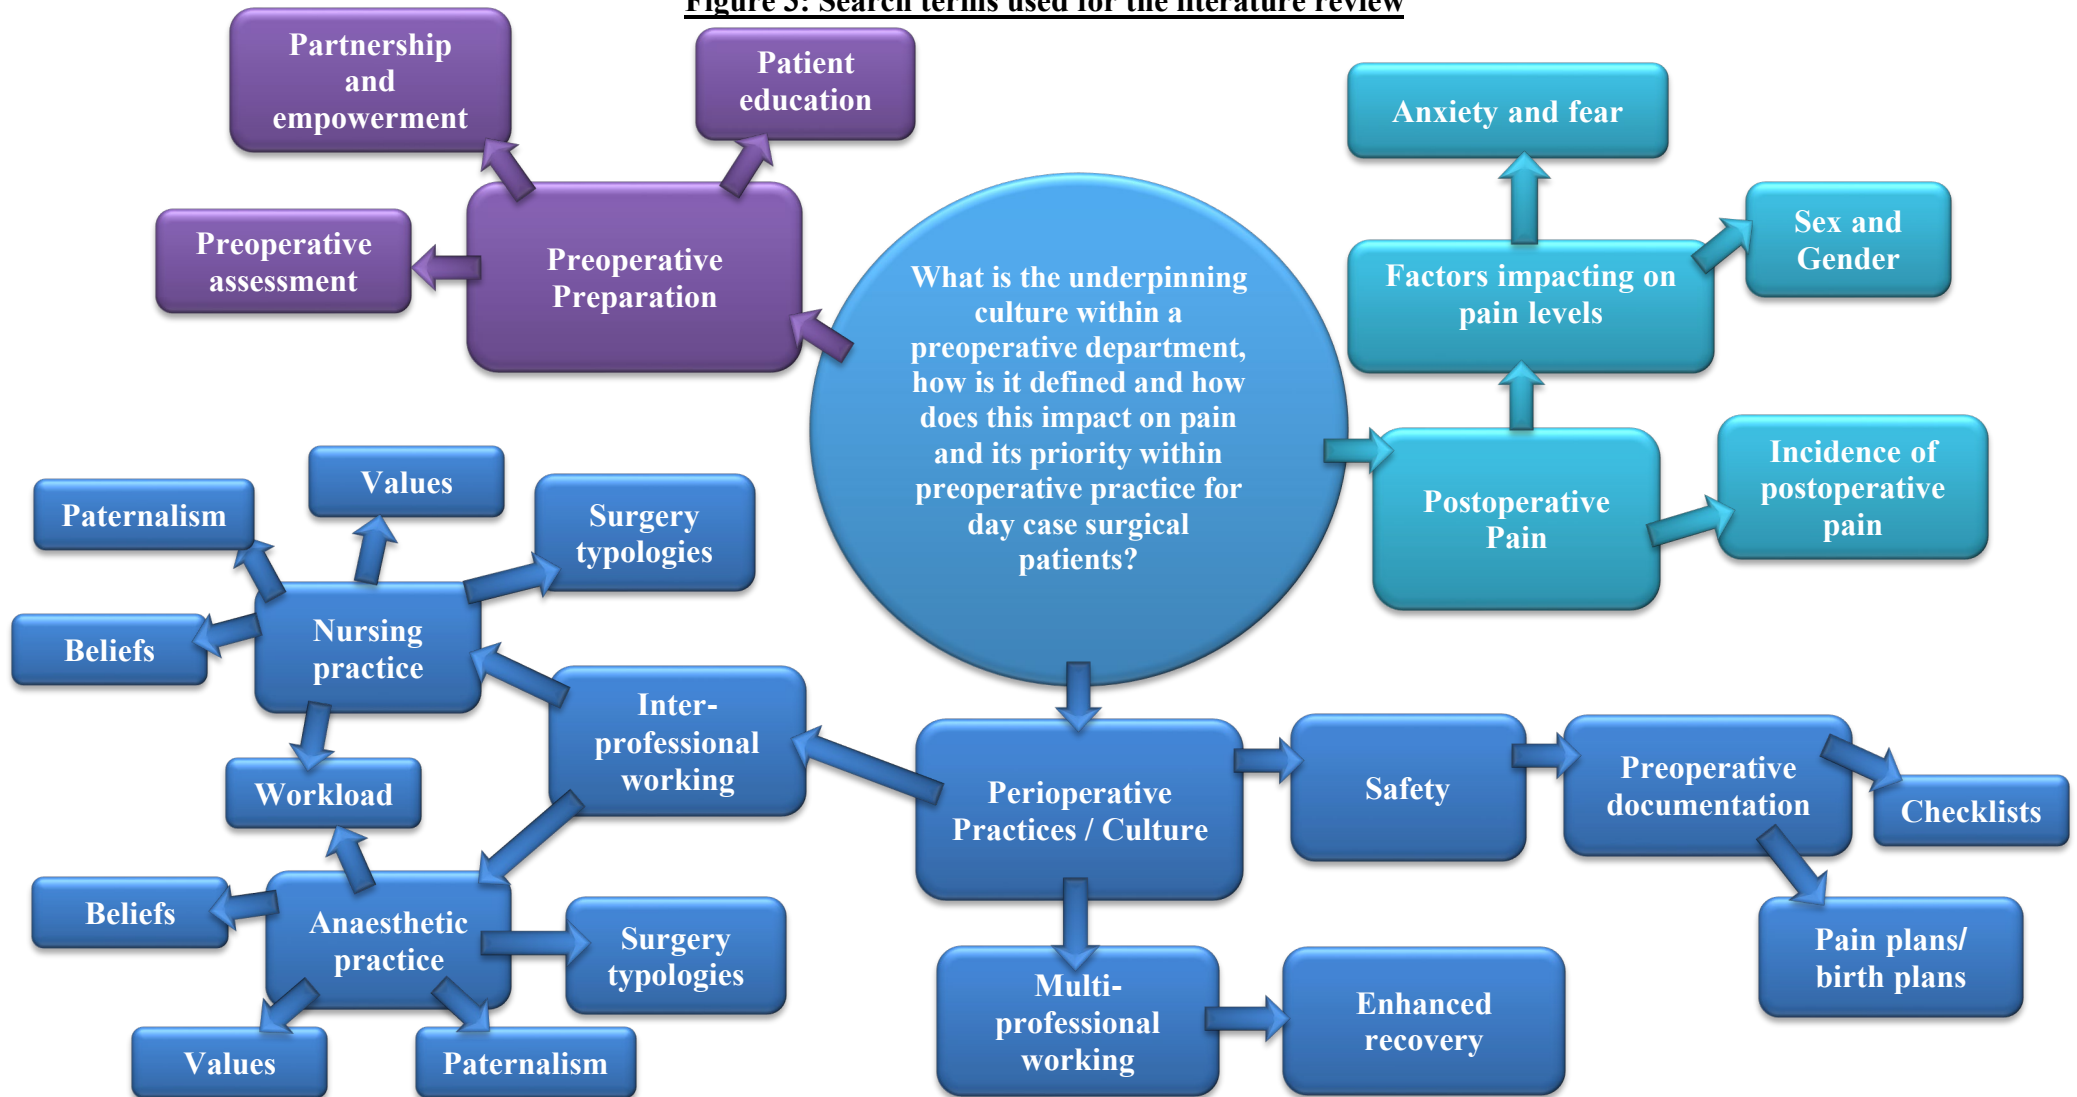 Figure 3: Search terms used for the literature review
Partnership
and
empowerment
Patient
education
Preoperative
assessment
Preoperative
Preparation
Anxiety and fear
Sex and
Gender
Factors impacting on
pain levels
What is the underpinning
culture within a
preoperative department,
how is it defined and how
does this impact on pain
and its priority within
preoperative practice for
day case surgical
patients?
Postoperative
Pain
Incidence of
postoperative
pain
Values
Paternalism
Surgery
typologies
Nursing
practice
Beliefs
Inter-
professional
working
Workload
Perioperative
Practices / Culture
Safety
Preoperative
documentation
Checklists
Beliefs
Anaesthetic
practice
Surgery
typologies
Pain plans/
birth plans
Values
Paternalism
Multi-
professional
working
Enhanced
recovery